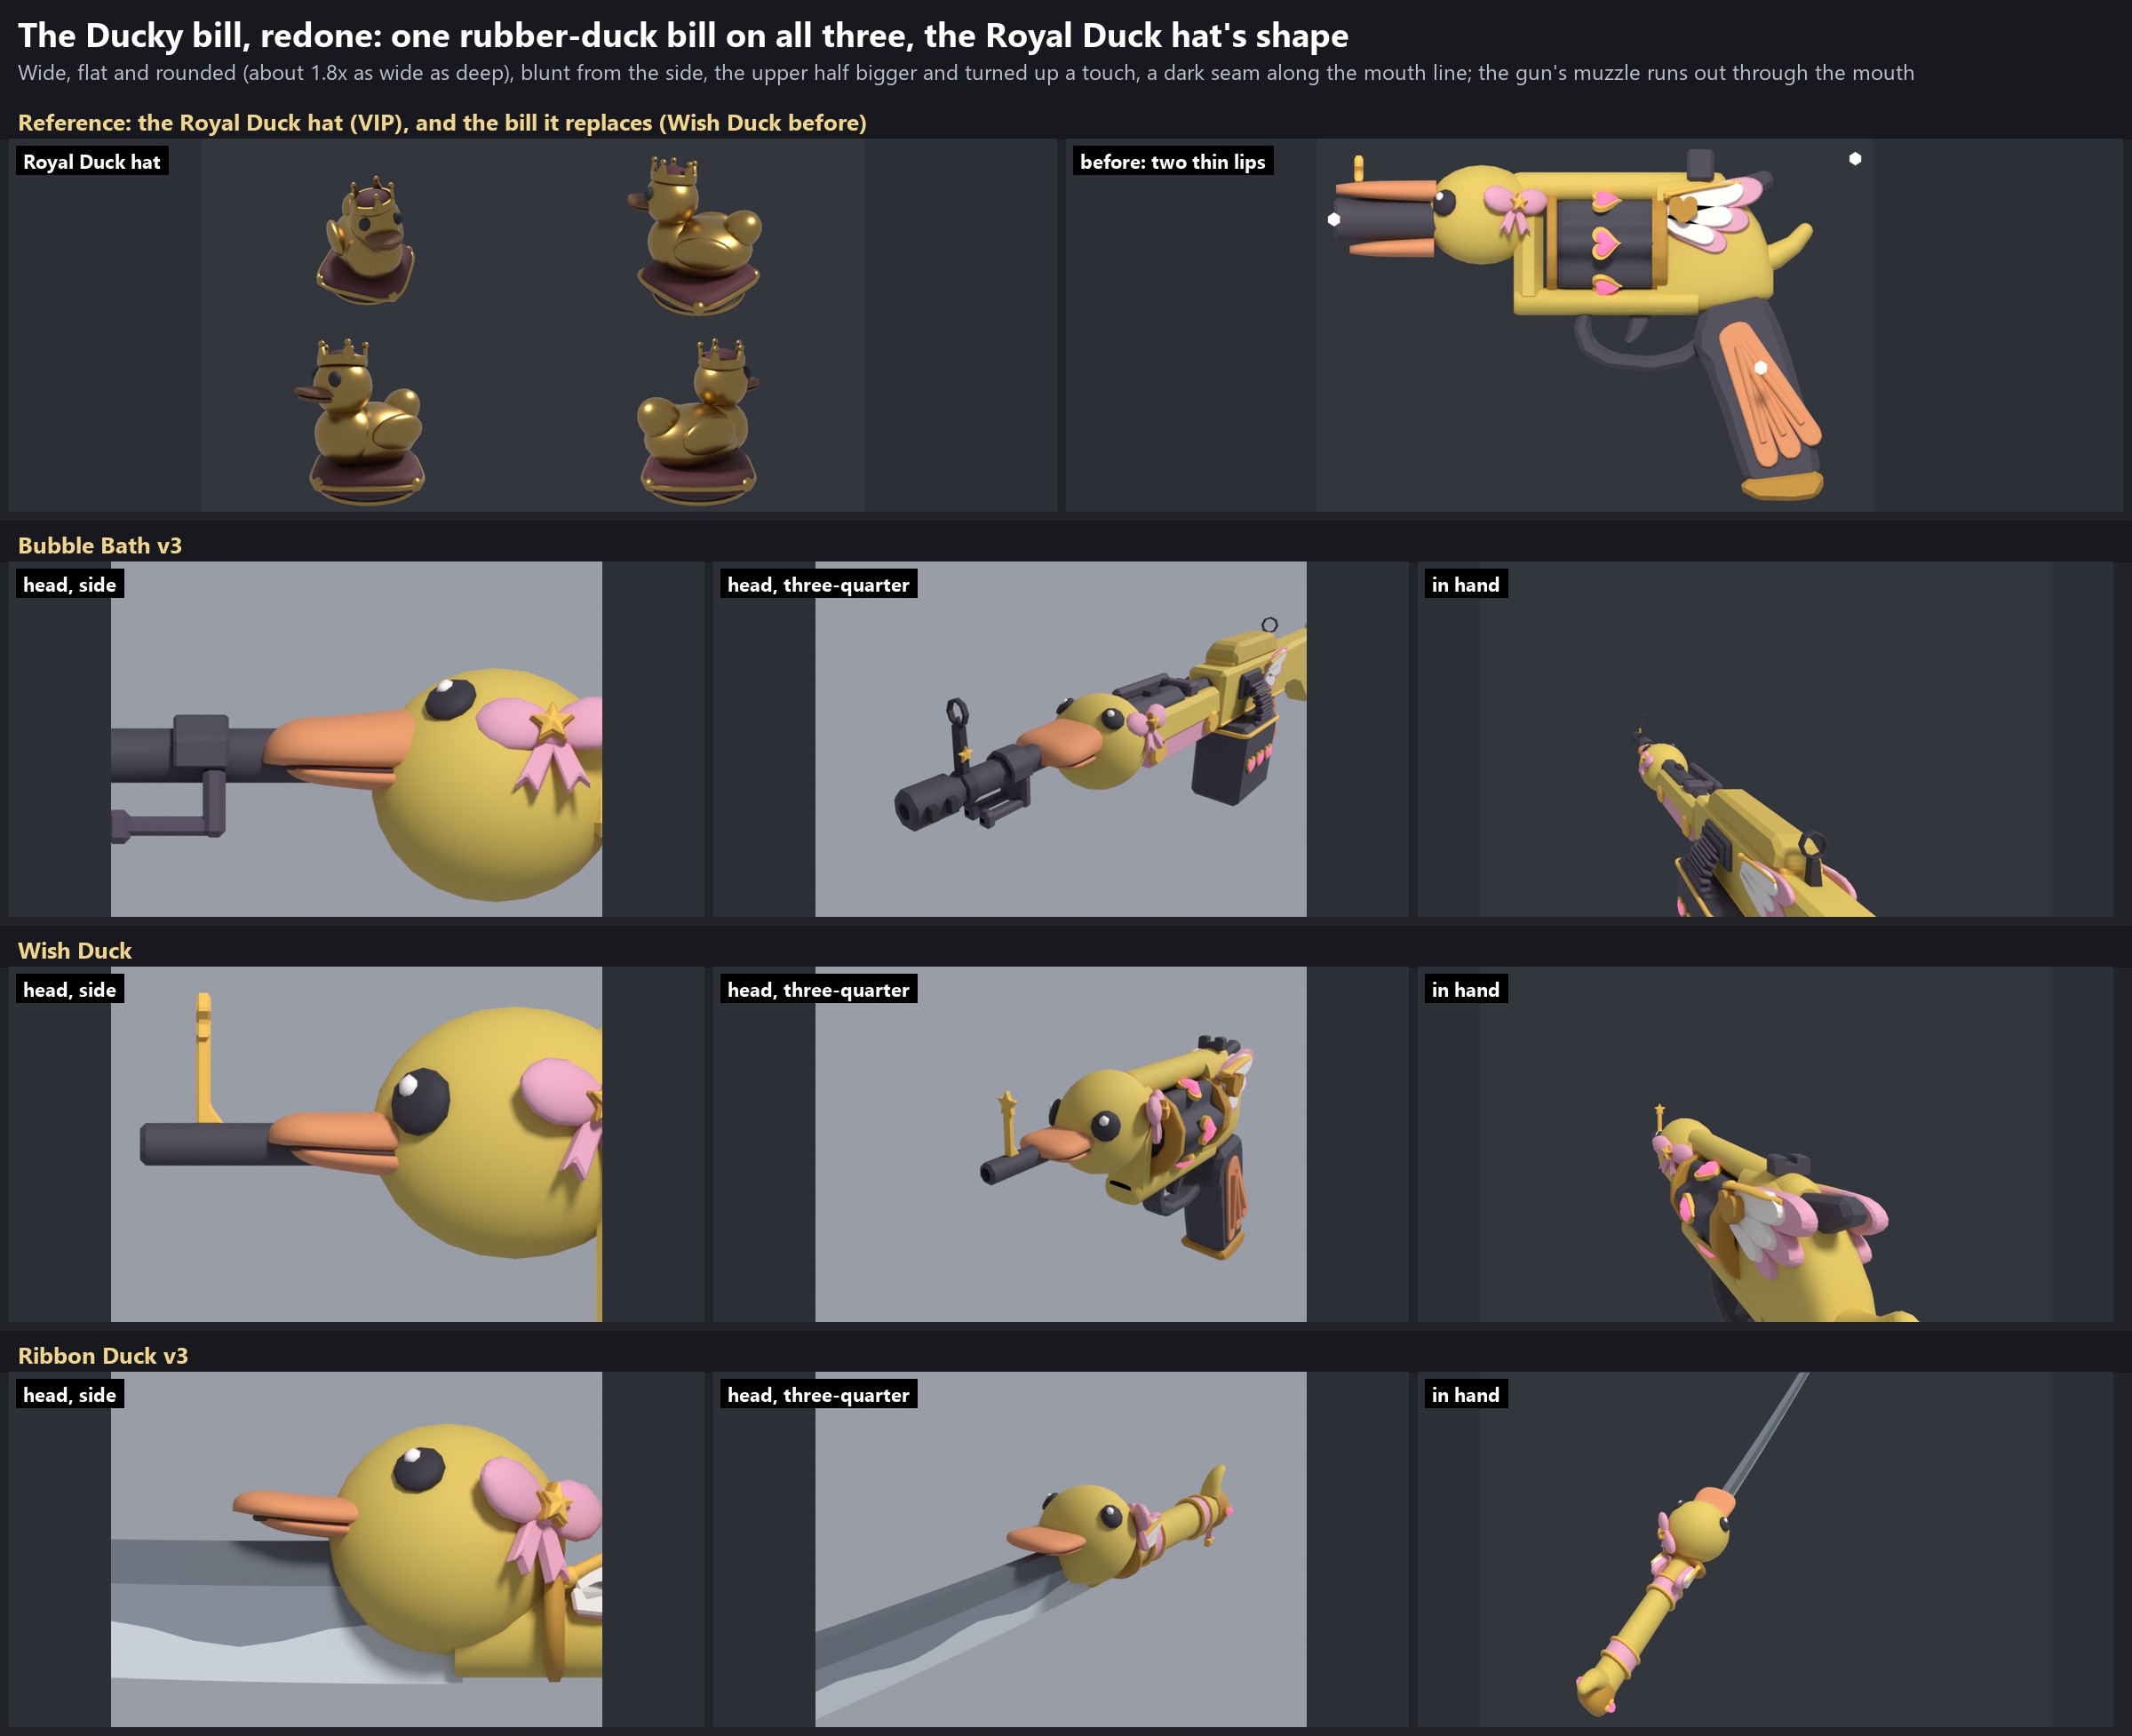 The Ducky bill, redone: one rubber-duck bill on all three, the Royal Duck hat's shape
Wide, flat and rounded (about 1.8x as wide as deep), blunt from the side, the upper half bigger and turned up a touch, a dark seam along the mouth line; the gun's muzzle runs out through the mouth
Reference: the Royal Duck hat (VIP), and the bill it replaces (Wish Duck before)
Royal Duck hat
before: two thin lips
Bubble Bath v3
head, side
head, three-quarter
in hand
Wish Duck
head, side
head, three-quarter
in hand
Ribbon Duck v3
head, side
head, three-quarter
in hand